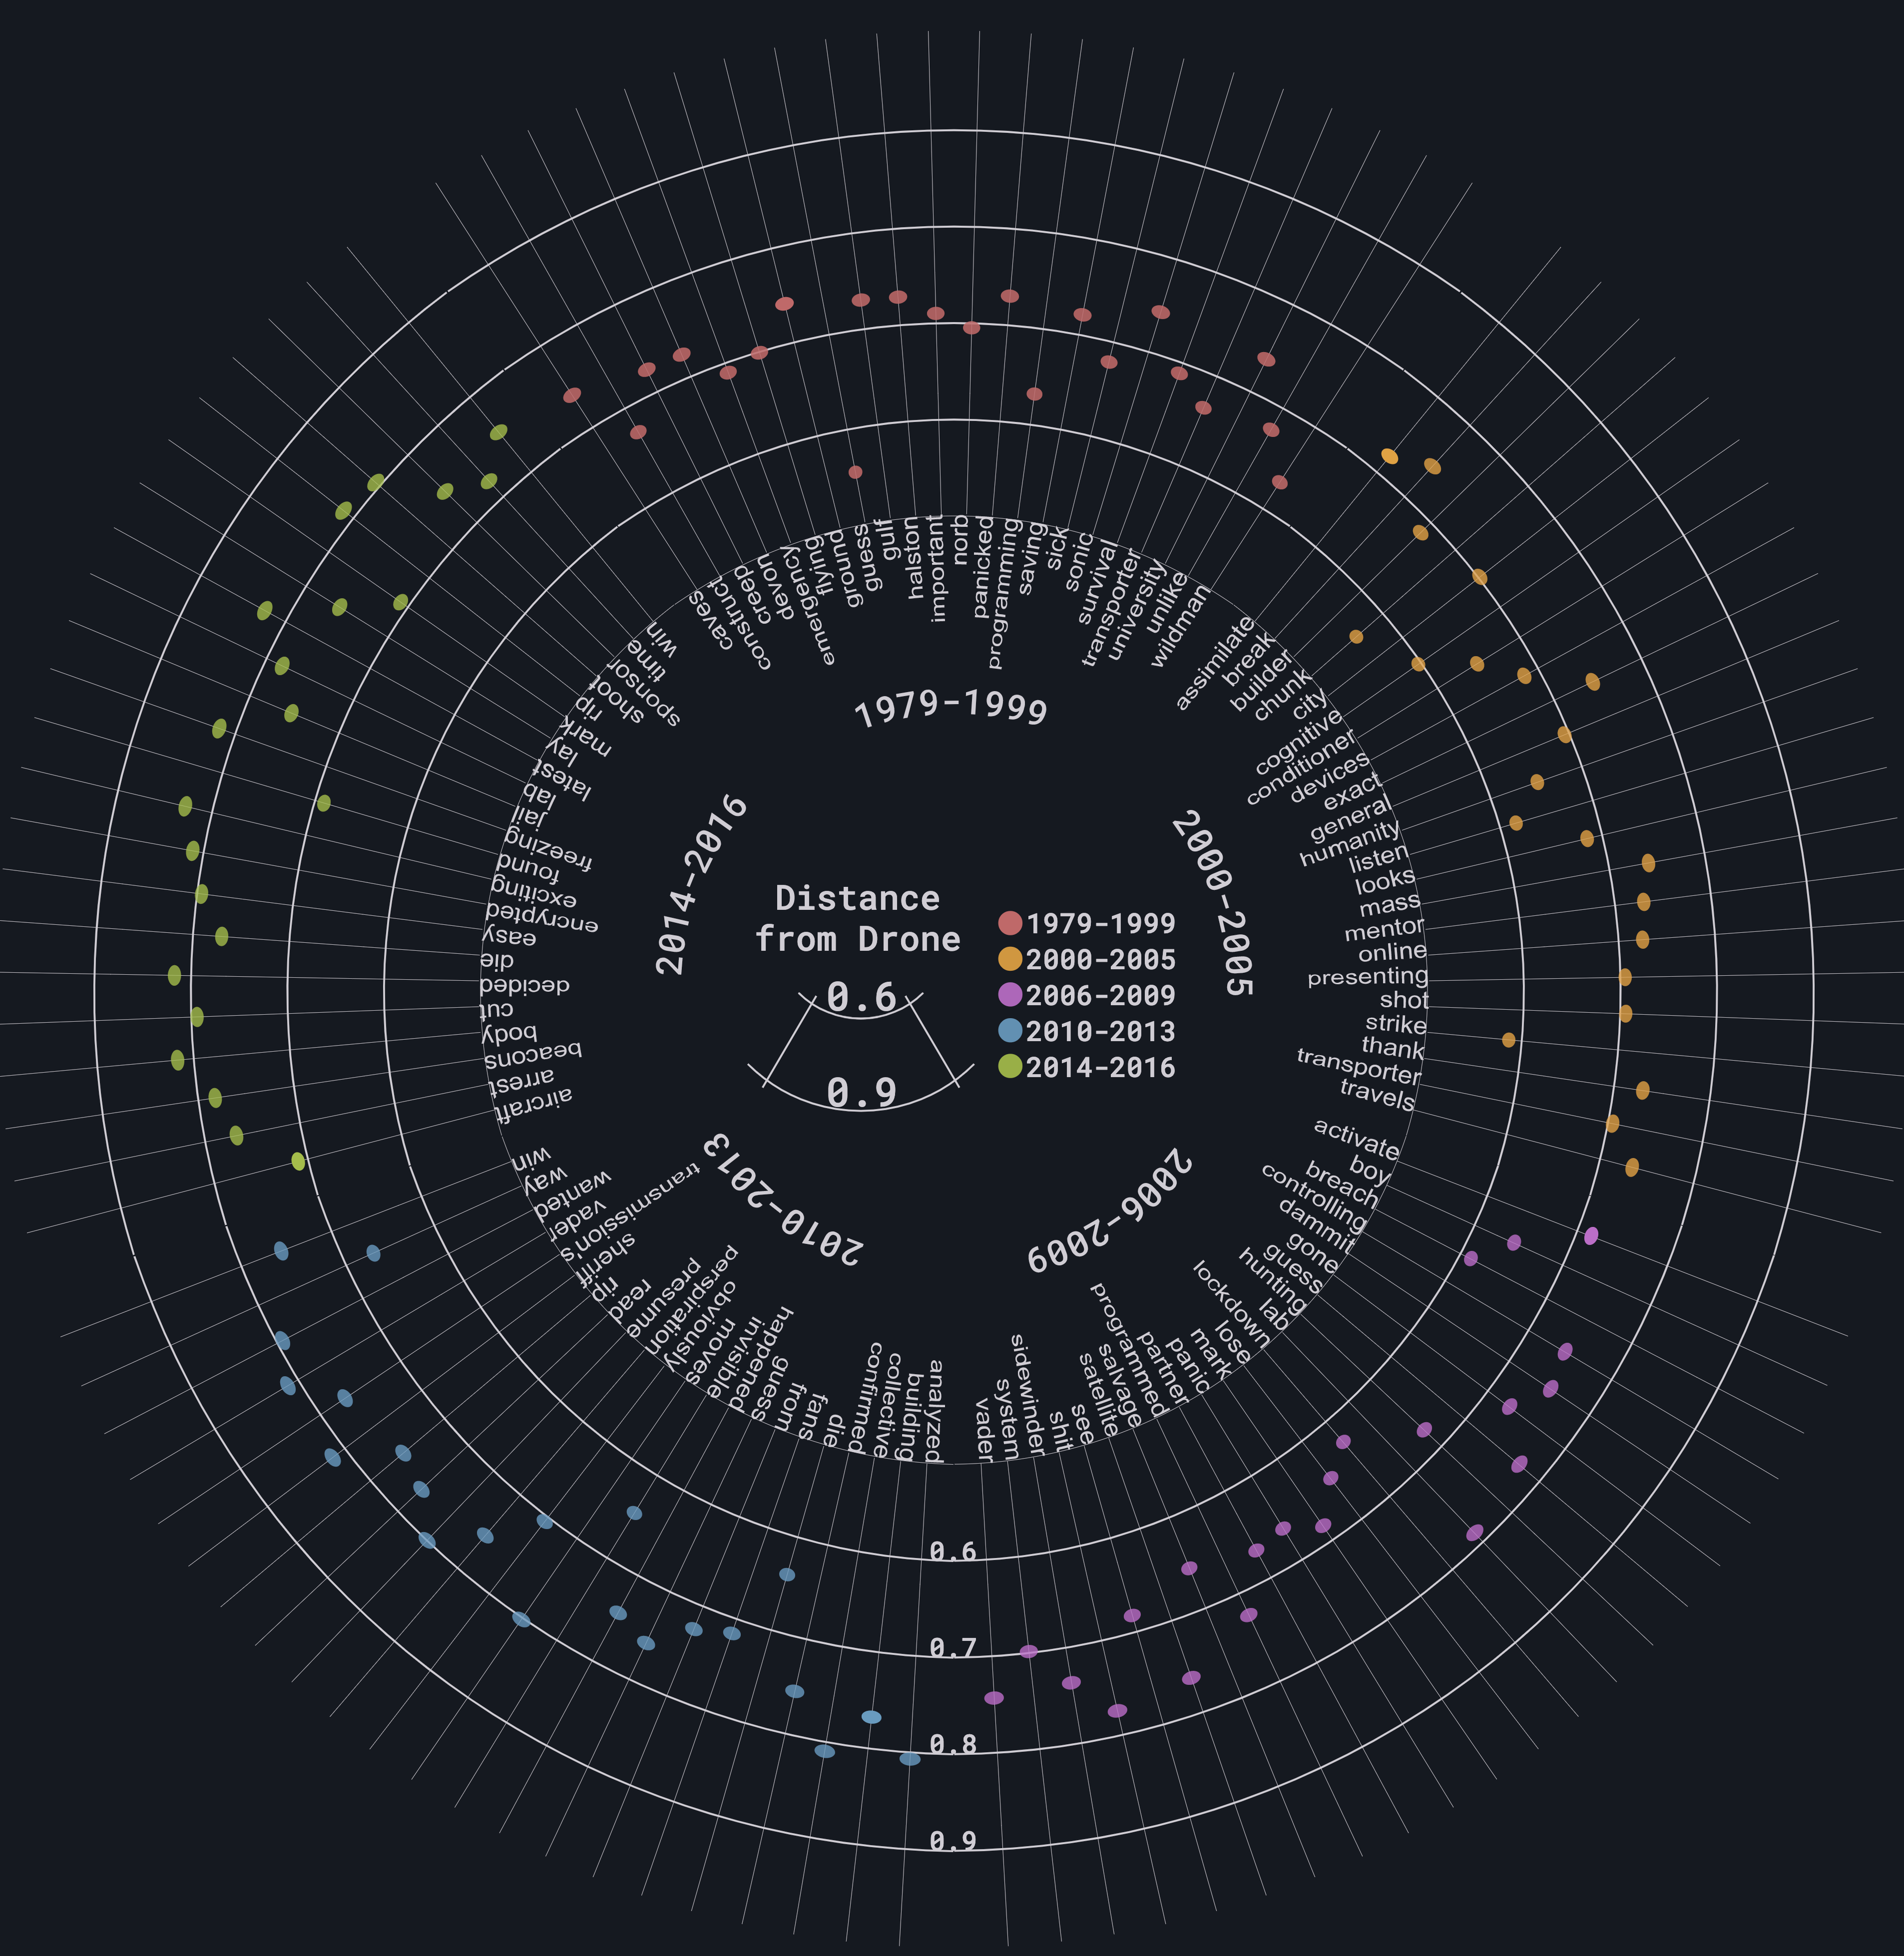 caves
construct
creep
devon
emergency
flying
ground
guess
gulf
halston
important
norb
panicked
programming
saving
sick
sonic
survival
transporter
university
unlike
wildman
1979-1999
assimilate
break
builder
chunk
city
cognitive
conditioner
devices
exact
general
humanity
listen
looks
mass
mentor
online
presenting
shot
strike
thank
transporter
travels
2000-2005
activate
boy
breach
controlling
dammit
gone
guess
hunting
lab
lockdown
lose
mark
panic
partner
programmed
salvage
satellite
see
shit
sidewinder
system
vader
2006-2009
analyzed
building
collective
confirmed
die
fans
from
guess
happened
invisible
moves
obviously
perspiration
presume
read
rip
sheriff
transmissions
vader
wanted
way
win
2010-2013
aircraft
arrest
beacons
body
cut
decided
die
easy
encrypted
exciting
found
freezing
jail
lab
latest
lay
mark
rip
shoot
sponsor
time
win
2014-2016
Distance
from Drone
0.6
0.9
1979-1999
2000-2005
2006-2009
2010-2013
2014-2016
0.6
0.7
0.8
0.9